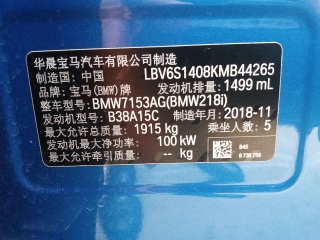 华晨宝马汽车有限公司制造
制造国：中国 LBV6S1408KMB44265
宝马(BMW)牌 发动机排量：1499 mL
整车型号：BMW7153AG(BMW218i)
发动机型号：B38A15C 制造年月：2018-11
最大允许总质量：1915 kg 乘坐人数：5
发动机最大净功率：100 kW
最大允许牵引质量：-- kg
845
8 738 756